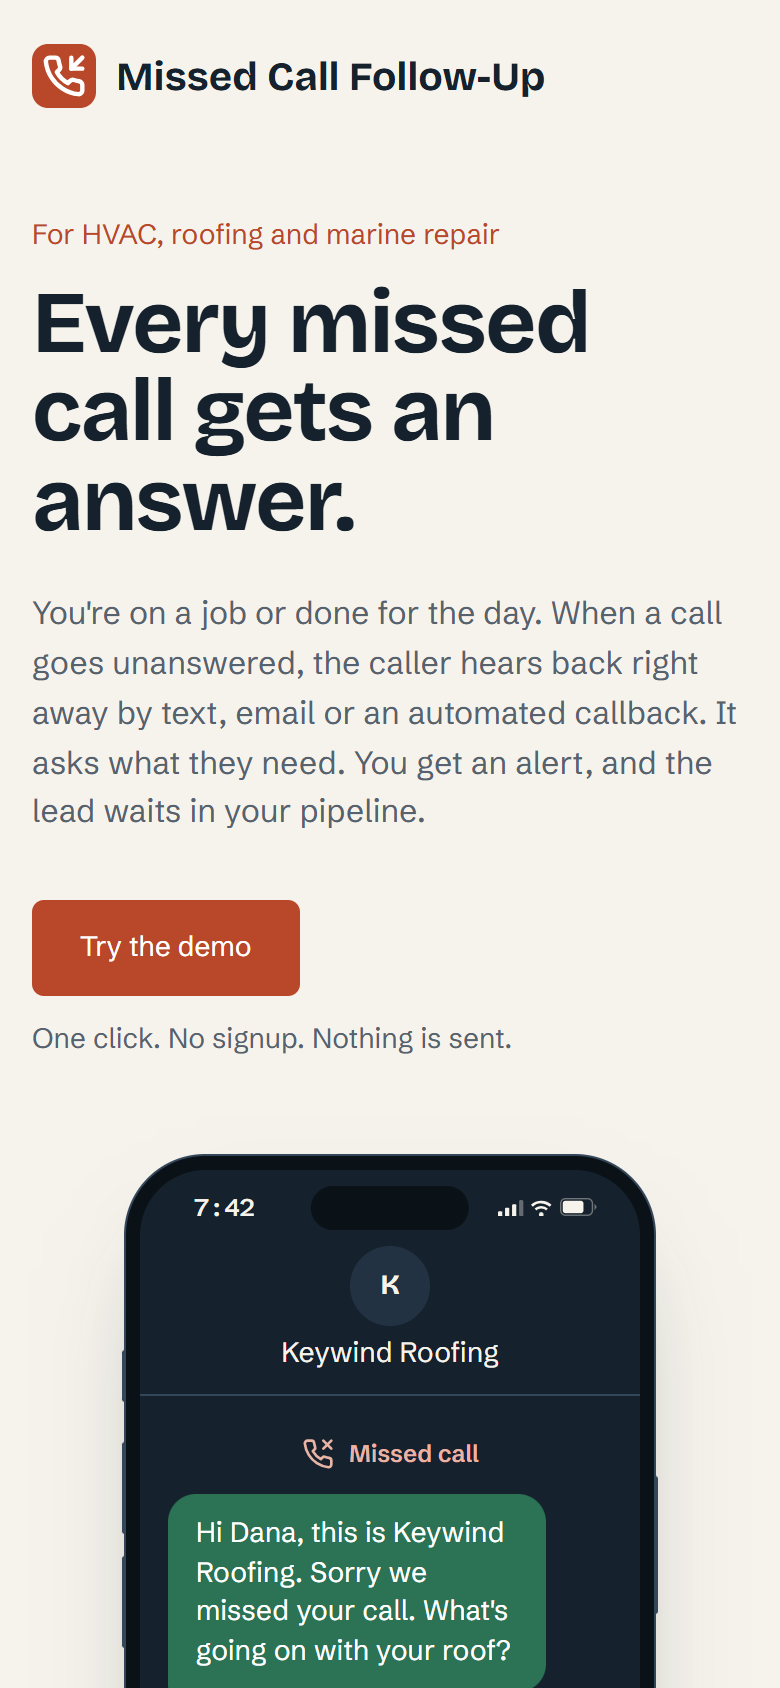 Missed Call Follow-Up
For HVAC, roofing and marine repair
Every missed
call gets an
answer.
You're on a job or done for the day. When a call
goes unanswered, the caller hears back right
away by text, email or an automated callback. It
asks what they need. You get an alert, and the
lead waits in your pipeline.
Try the demo
One click. No signup. Nothing is sent.
7:42
K
Keywind Roofing
Missed call
Hi Dana, this is Keywind
Roofing. Sorry we
missed your call. What's
going on with your roof?